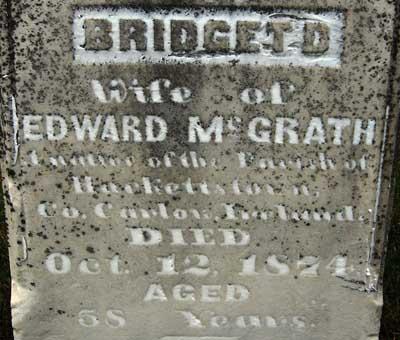 BRIDGET D
Wife of
EDWARD McGRATH
A native of the Parish of
Hackettstown,
Co. Carlow, Ireland.
DIED
Oct. 12, 1874
AGED
58 Years.